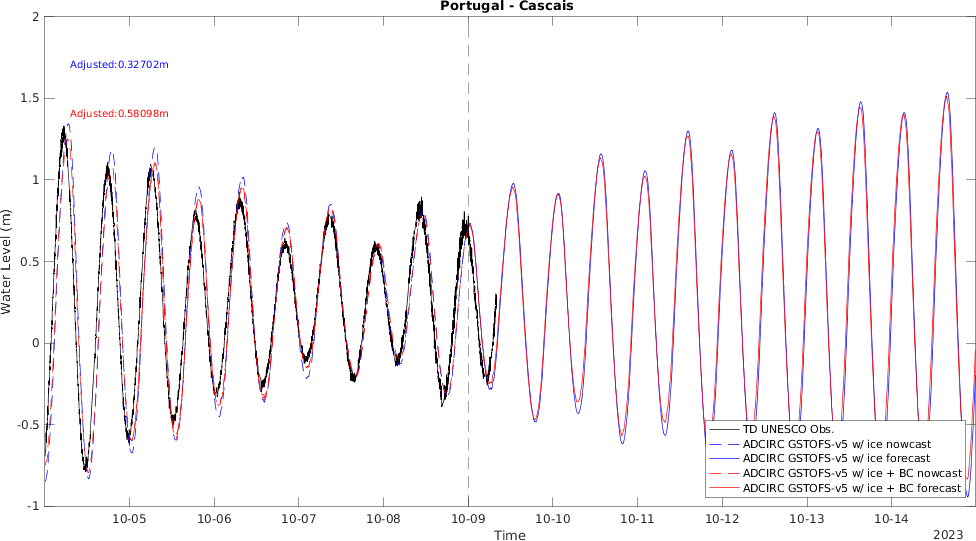 Portugal - Cascais
2
Adjusted:0.32702m
1.5
Adjusted:0.58098m
1
0.5
0
-0.5
-1
Water Level (m)
TD UNESCO Obs.
ADCIRC GSTOFS-v5 w/ ice nowcast
ADCIRC GSTOFS-v5 w/ ice forecast
ADCIRC GSTOFS-v5 w/ ice + BC nowcast
ADCIRC GSTOFS-v5 w/ ice + BC forecast
10-05 10-06 10-07 10-08 10-09 10-10 10-11 10-12 10-13 10-14
Time
2023